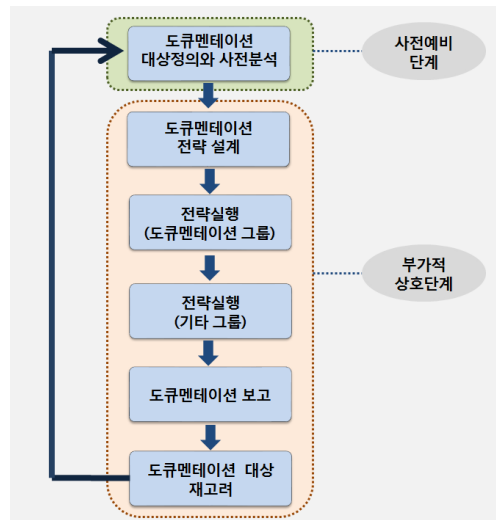 도큐멘테이션
대상정의와 사전분석
사전예비
단계
도큐멘테이션
전략 설계
전략실행
(도큐멘테이션 그룹)
부가적
상호단계
전략실행
(기타 그룹)
도큐멘테이션 보고
도큐멘테이션 대상
재고려